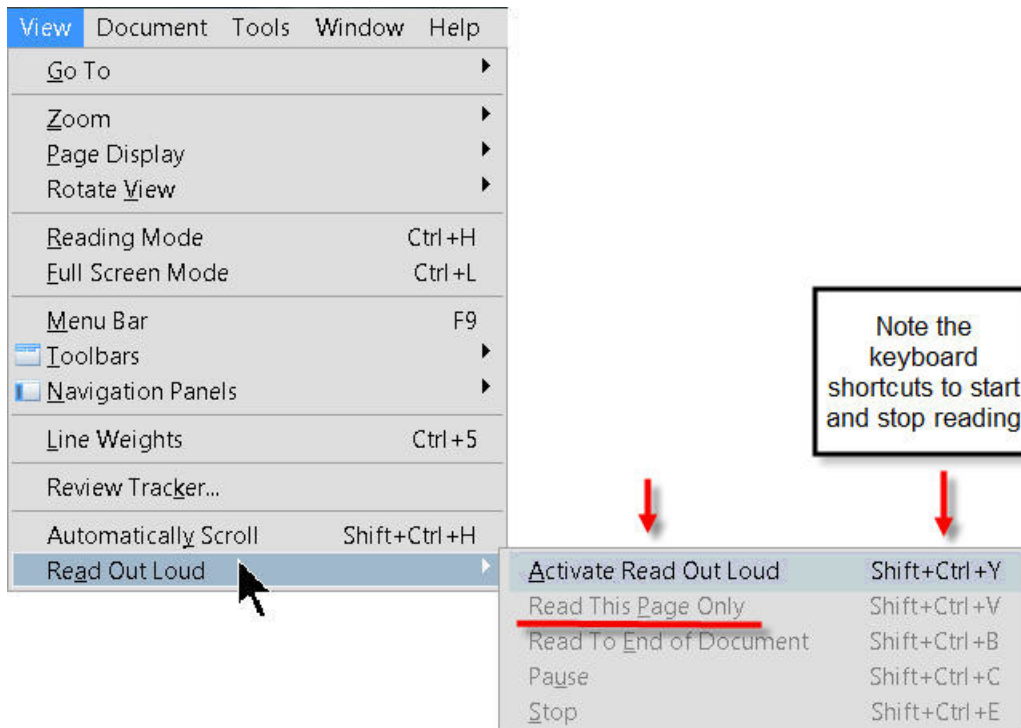 View Document Tools Window Help
Go To
Zoom
Page Display
Rotate View
Reading Mode Ctrl+H
Full Screen Mode Ctrl+L
Menu Bar F9
Toolbars
Navigation Panels
Line Weights Ctrl+5
Review Tracker...
Automatically Scroll Shift+Ctrl+H
Read Out Loud
Note the
keyboard
shortcuts to start
and stop reading
Activate Read Out Loud Shift+Ctrl+Y
Read This Page Only Shift+Ctrl+V
Read To End of Document Shift+Ctrl+B
Pause Shift+Ctrl+C
Stop Shift+Ctrl+E